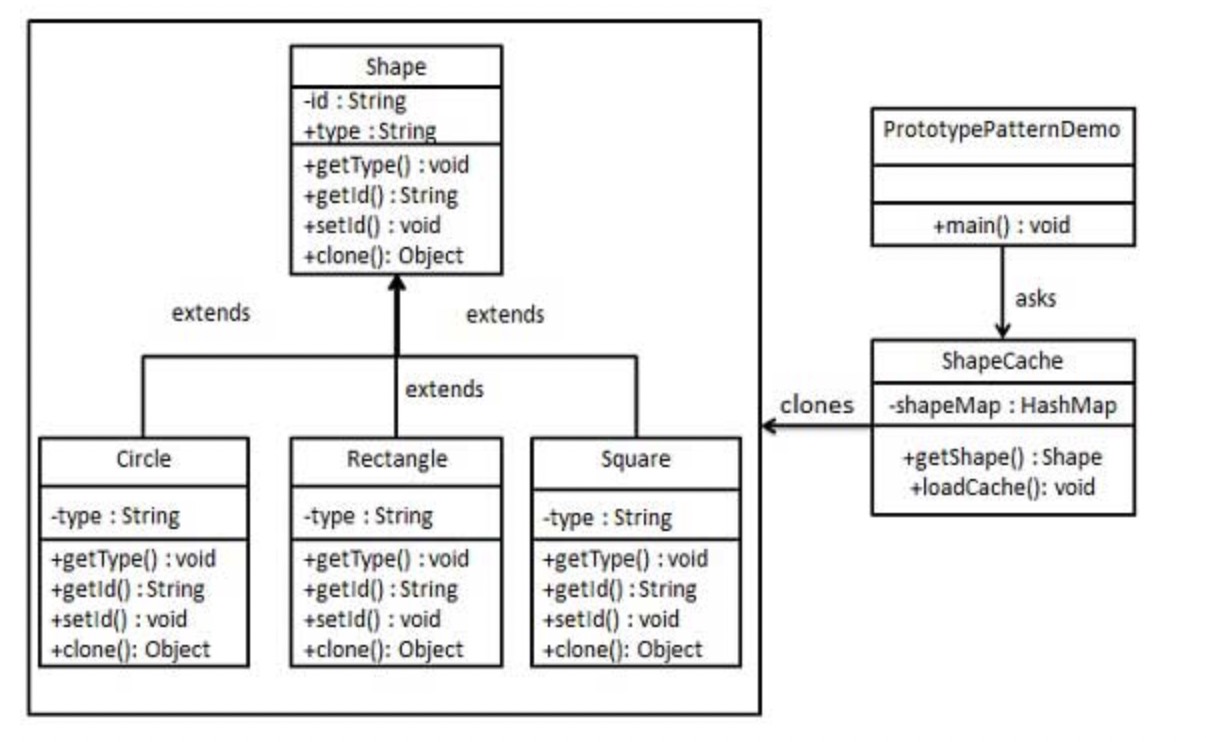 Shape
-id : String
+type : String
+getType() : void
+getId() : String
+setId() : void
+clone(): Object
extends
extends
extends
Circle
-type : String
+getType() : void
+getId() : String
+setId() : void
+clone(): Object
Rectangle
-type : String
+getType() : void
+getId() : String
+setId() : void
+clone(): Object
Square
-type : String
+getType() : void
+getId() : String
+setId() : void
+clone(): Object
PrototypePatternDemo
+main() : void
asks
ShapeCache
-shapeMap : HashMap
+getShape() : Shape
+loadCache(): void
clones